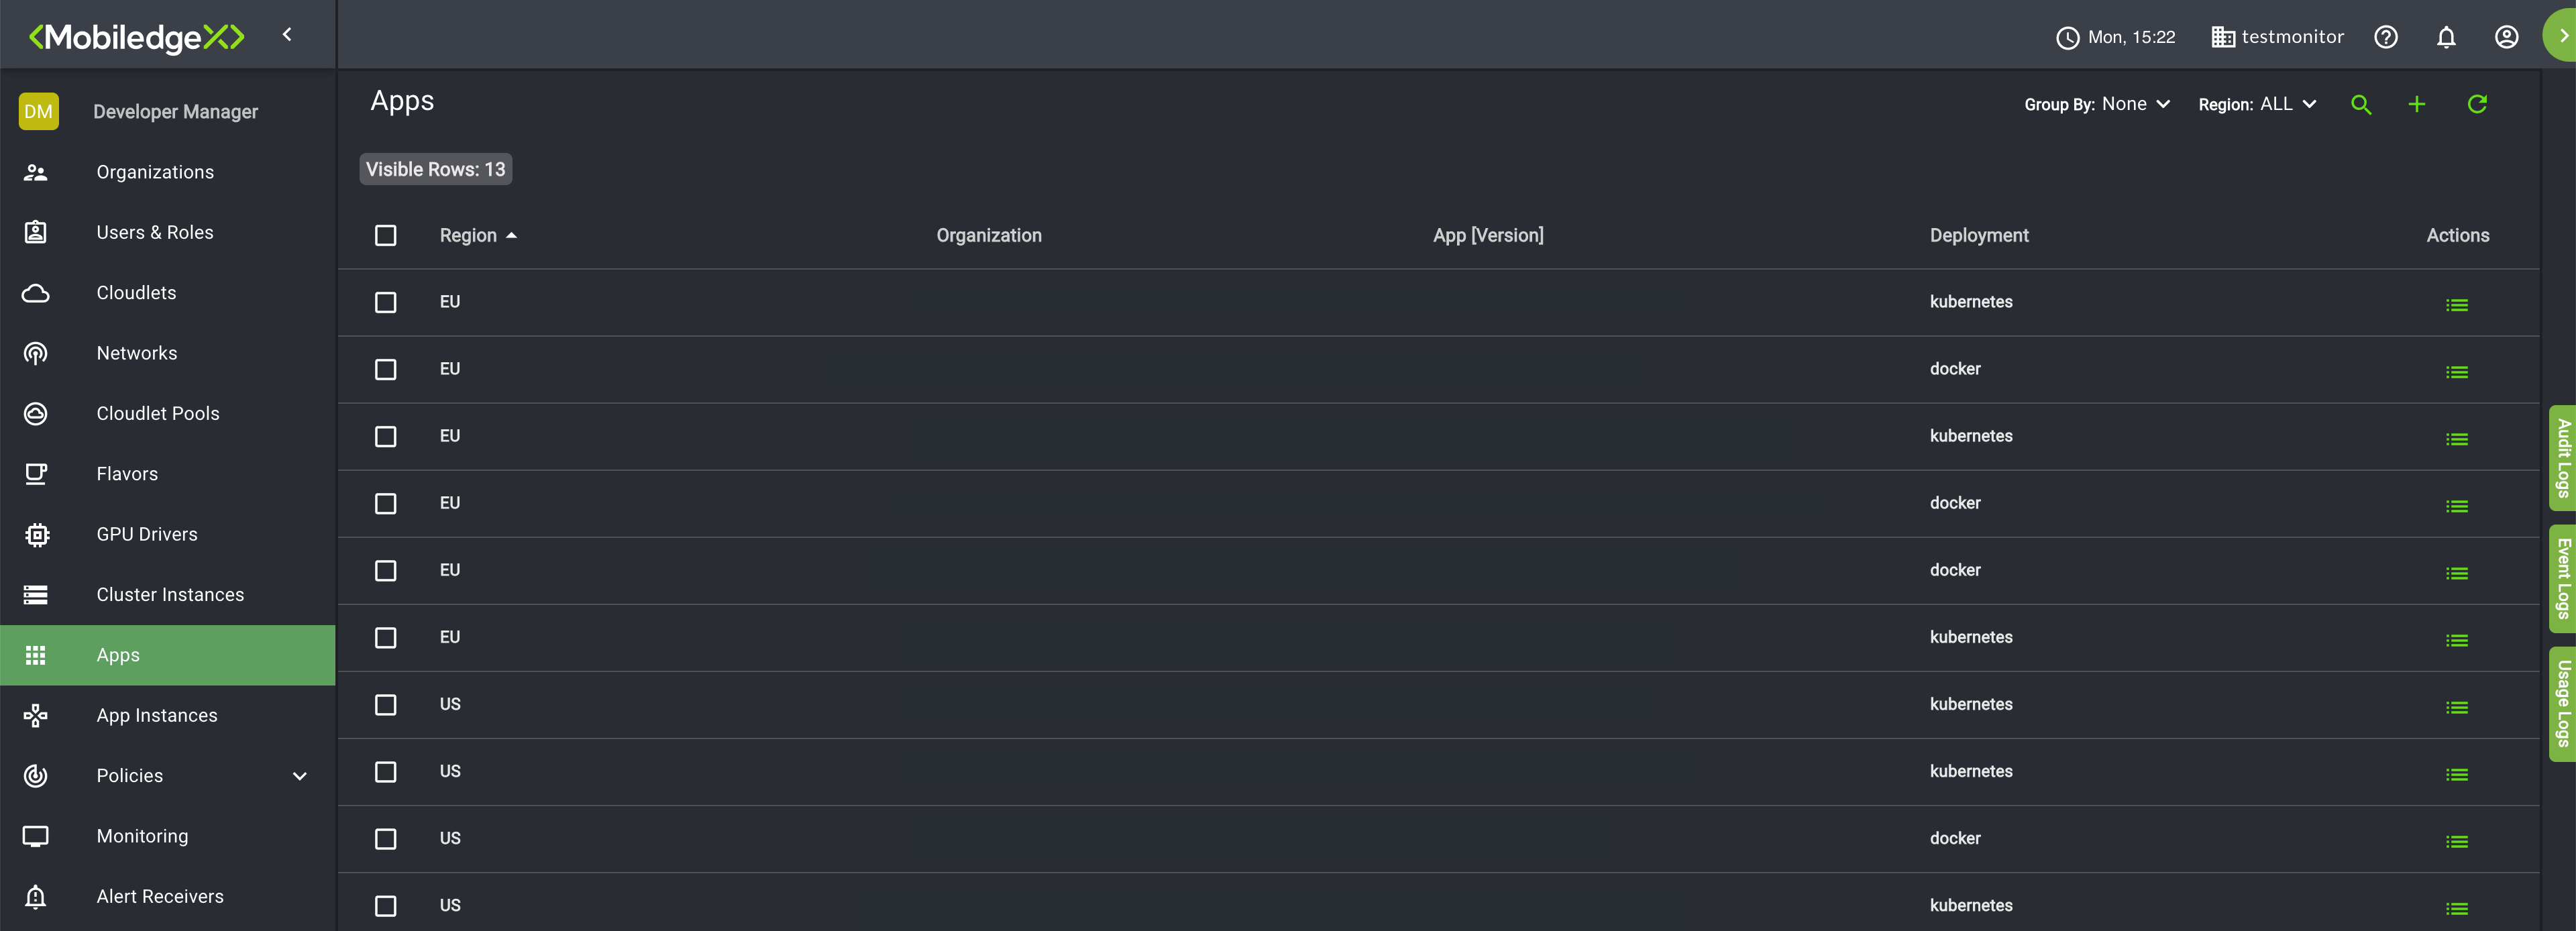 <MobiledgeX>
Mon, 15:22
testmonitor
DM
Developer Manager
Organizations
Users & Roles
Cloudlets
Networks
Cloudlet Pools
Flavors
GPU Drivers
Cluster Instances
Apps
App Instances
Policies
Monitoring
Alert Receivers
Apps
Group By: None
Region: ALL
Visible Rows: 13
Region Organization App [Version] Deployment Actions
EU kubernetes
EU docker
EU kubernetes
EU docker
EU docker
EU kubernetes
US kubernetes
US kubernetes
US docker
US kubernetes
Audit Logs
Event Logs
Usage Logs